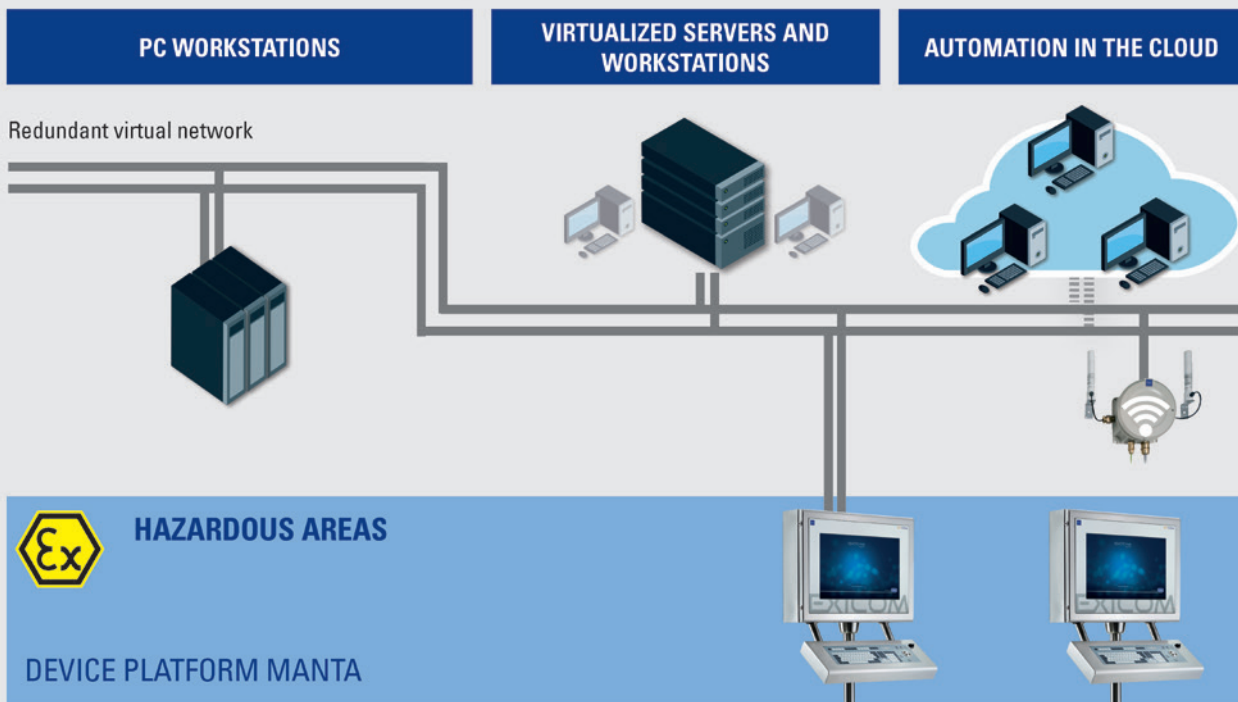 PC WORKSTATIONS
VIRTUALIZED SERVERS AND
WORKSTATIONS
AUTOMATION IN THE CLOUD
Redundant virtual network
Ex
HAZARDOUS AREAS
EXICOM
EXICOM
DEVICE PLATFORM MANTA